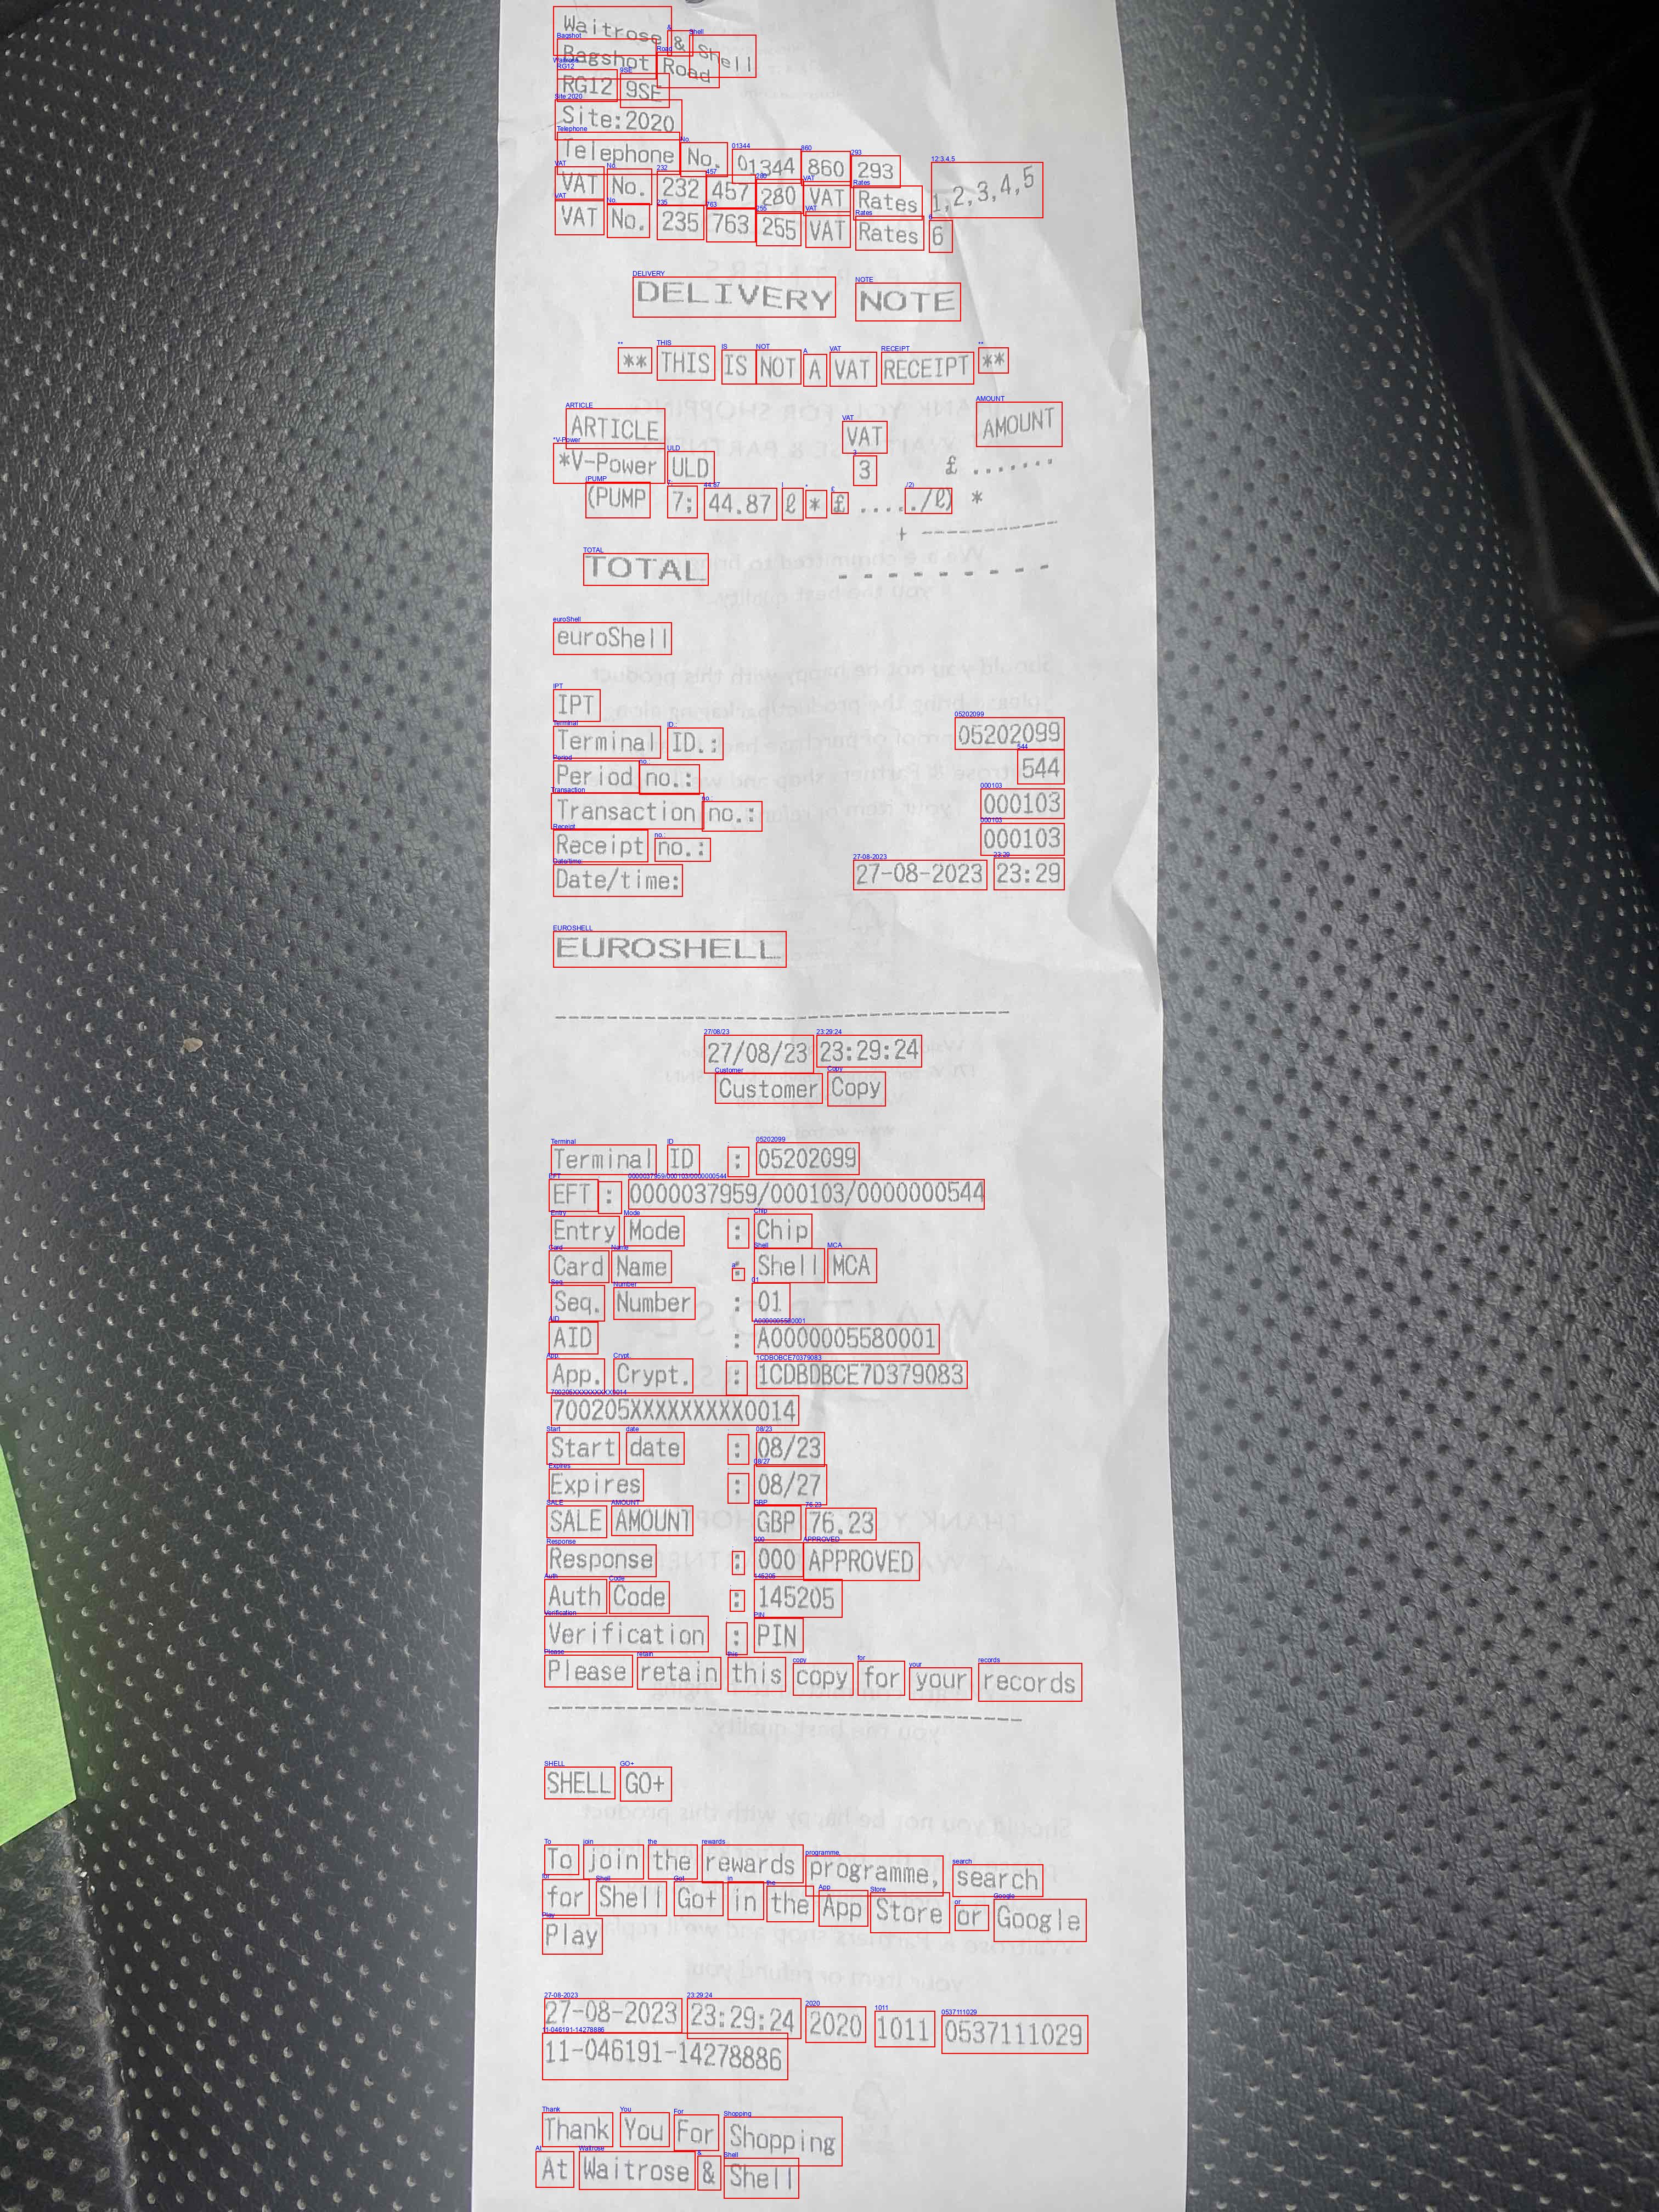 Waitrose & Shell
Bagshot Road
RG12 9SE
Site:2020
Telephone No. 01344 860 293
VAT No. 232 457 280 VAT Rates 1,2,3,4,5
VAT No. 235 763 255 VAT Rates 6
DELIVERY NOTE
** THIS IS NOT A VAT RECEIPT **
ARTICLE VAT AMOUNT
*V-Power ULD 3 £ .......
(PUMP 7; 44.87 ℓ * £ ...../ℓ) *
+ ---------
TOTAL - - - - - - - - -
euroShell
IPT
Terminal ID.: 05202099
Period no.: 544
Transaction no.: 000103
Receipt no.: 000103
Date/time: 27-08-2023 23:29
EUROSHELL
27/08/23 23:29:24
Customer Copy
Terminal ID : 05202099
EFT : 0000037959/000103/0000000544
Entry Mode : Chip
Card Name : Shell MCA
Seq. Number : 01
AID : A0000005580001
App. Crypt. : 1CDBDBCE7D379083
700205XXXXXXXXX0014
Start date : 08/23
Expires : 08/27
SALE AMOUNT GBP 76.23
Response : 000 APPROVED
Auth Code : 145205
Verification : PIN
Please retain this copy for your records
SHELL GO+
To join the rewards programme, search
for Shell Go+ in the App Store or Google
Play
27-08-2023 23:29:24 2020 1011 0537111029
11-046191-14278886
Thank You For Shopping
At Waitrose & Shell